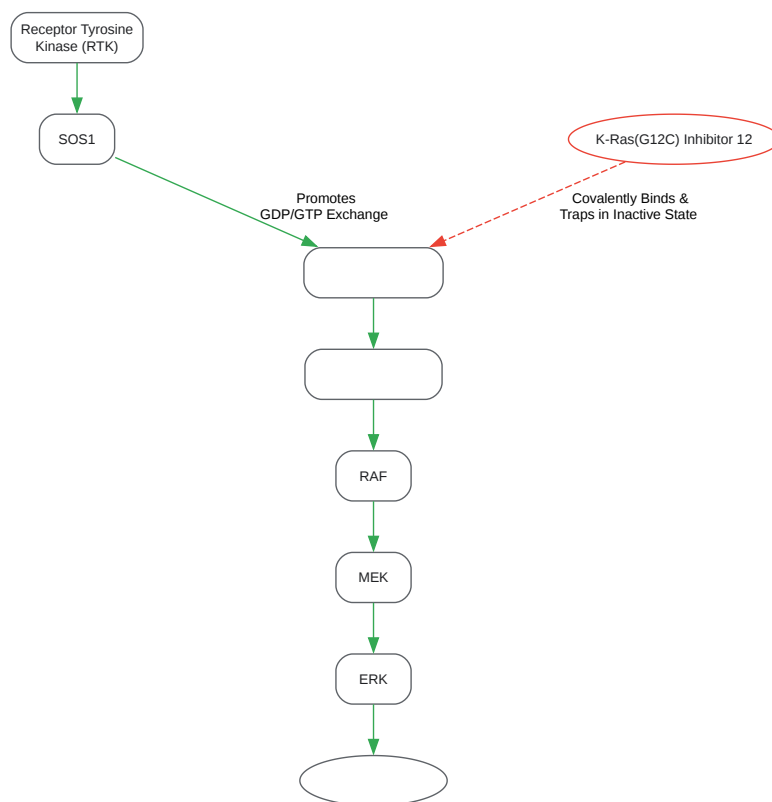 Receptor Tyrosine
Kinase (RTK)
SOS1
K-Ras(G12C) Inhibitor 12
Promotes
GDP/GTP Exchange
Covalently Binds &
Traps in Inactive State
RAF
MEK
ERK